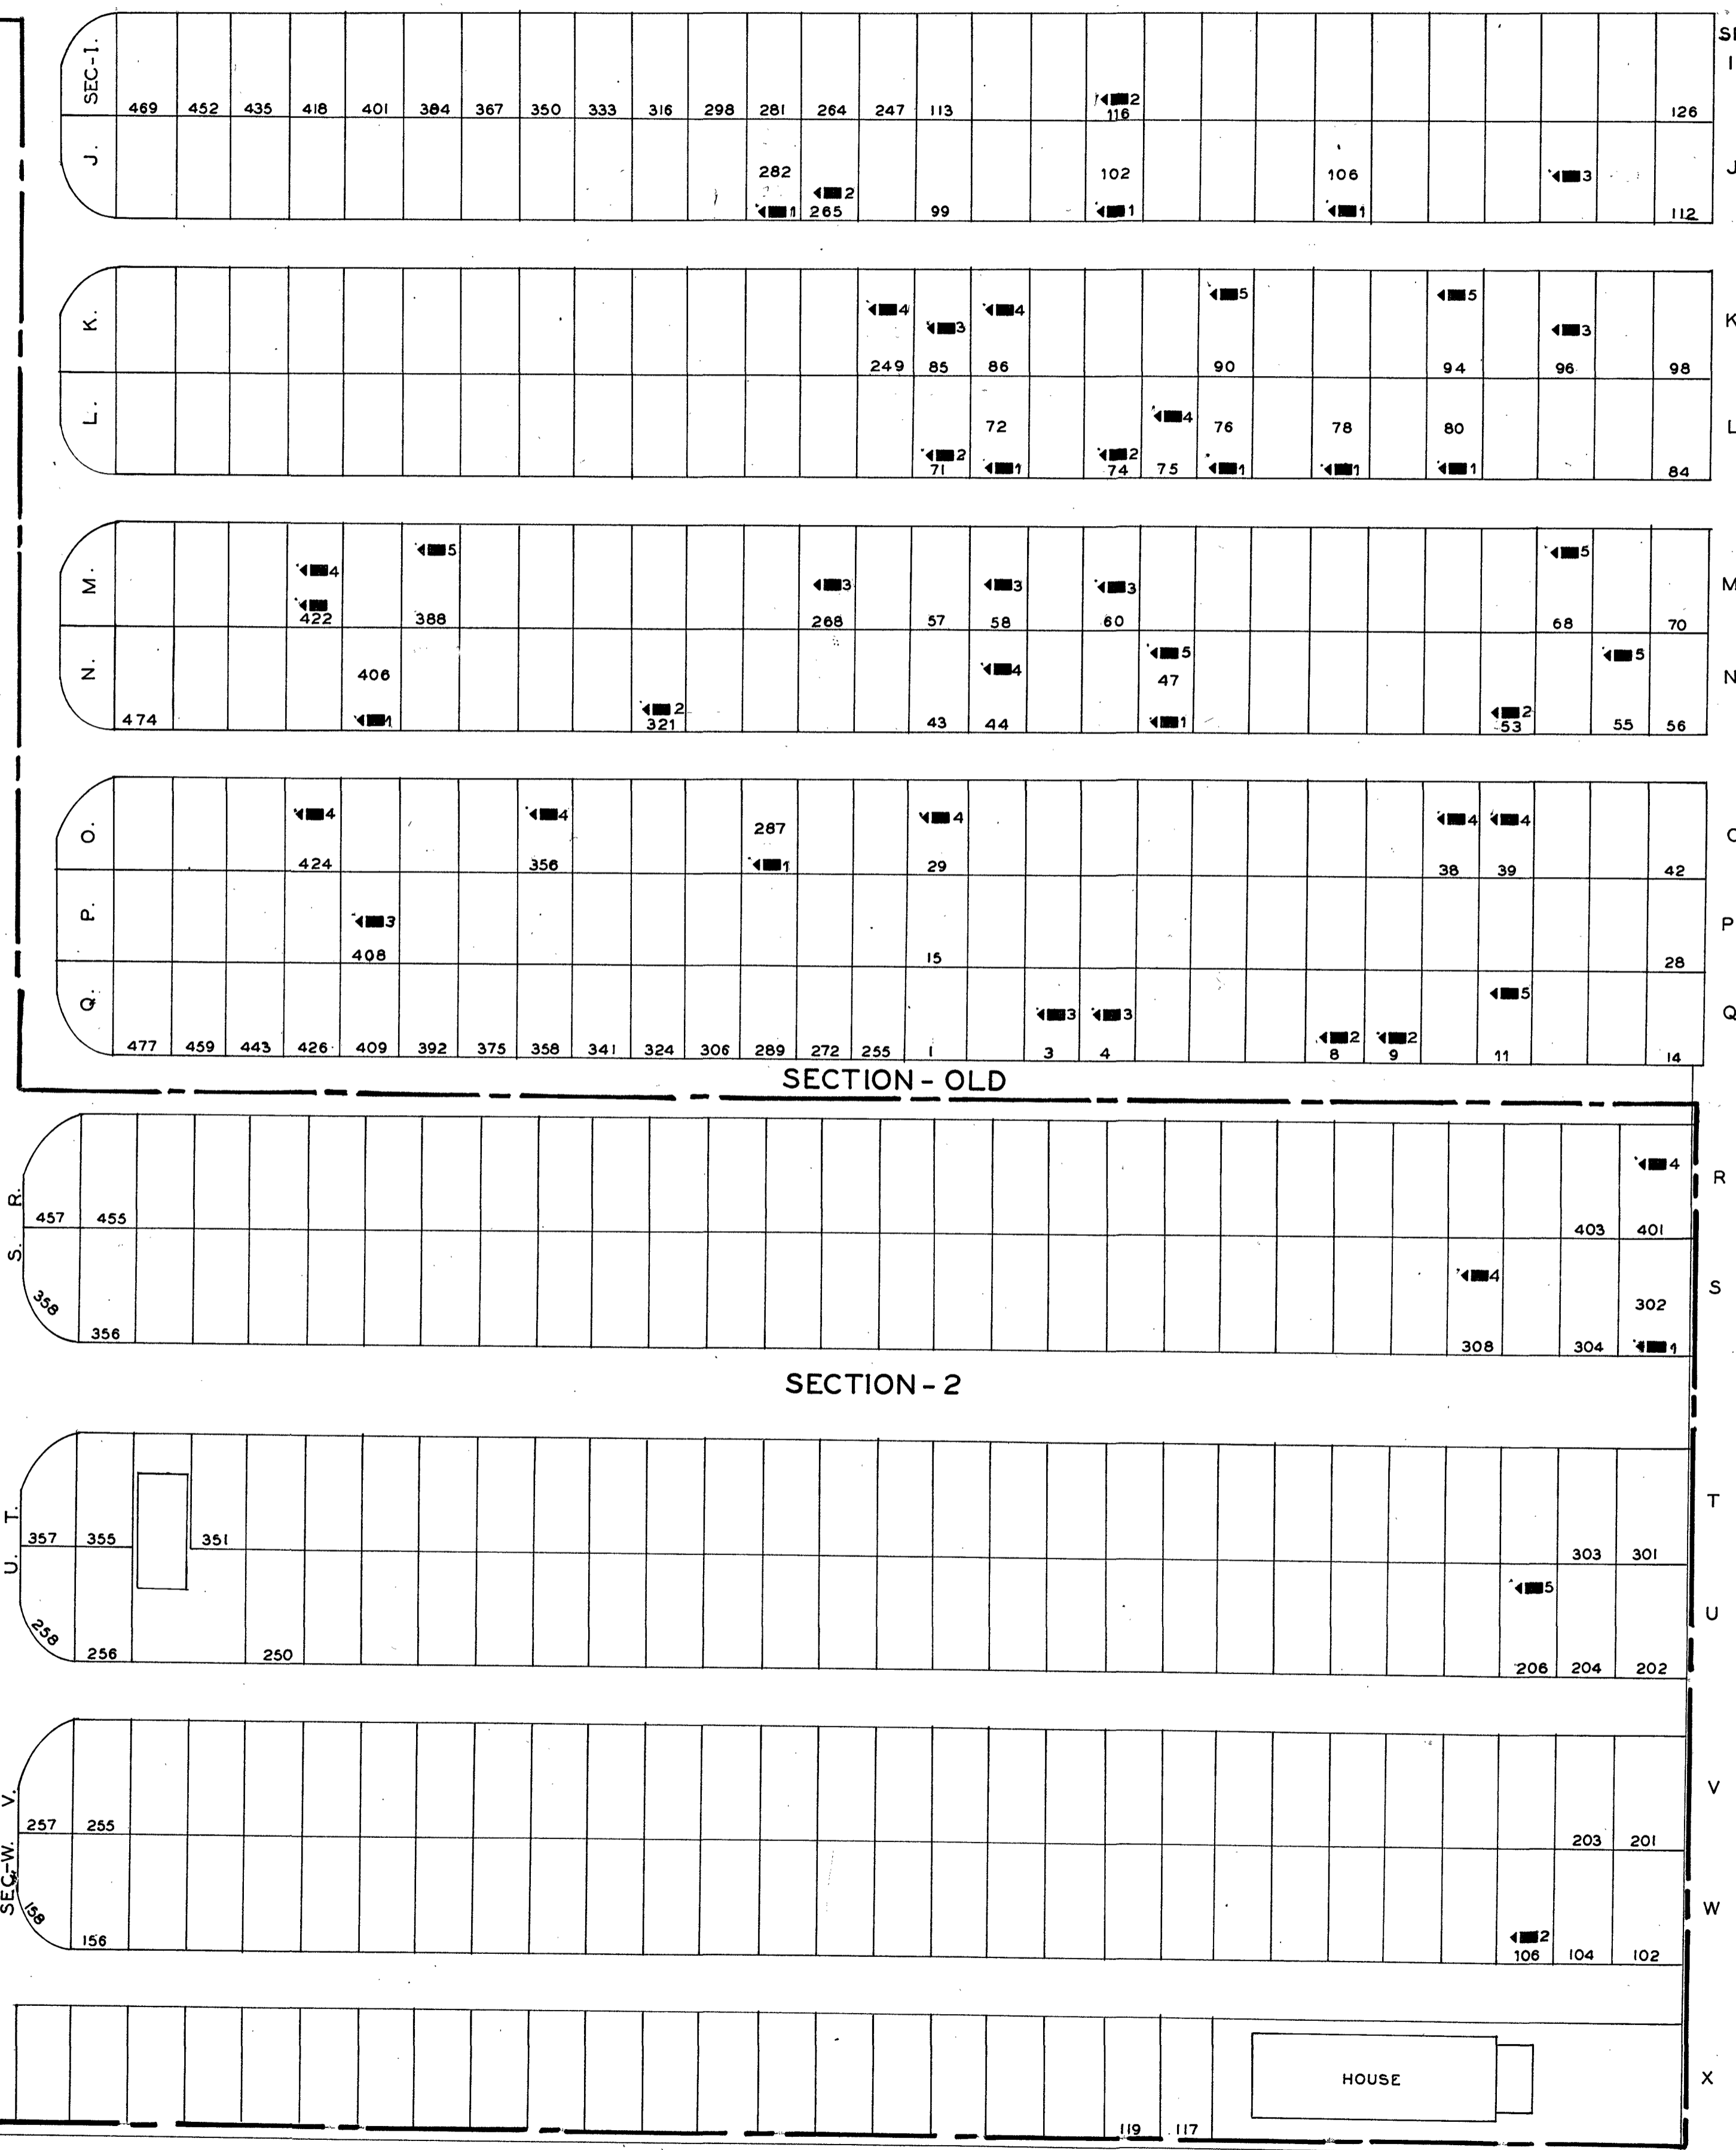 SEC-I.
2
469 452 435 418 401 384 367 350 333 316 298 281 264 247 113 116 126
I
J.
282 102 106 3 J
2
1 265 99 1 1 112
5 5
K. 4 3 4 3 K
249 85 86 90 94 96 98
4
L. 72 76 78 80 L
2 2
71 1 74 75 1 1 1 84
5 5
4 3 3 3
M. M
422 388 268 57 58 60 68 70
5 5
N. 406 4 47 N
2 2
474 1 321 43 44 1 53 55 56
4 4 4 4 4
O. 287
424 356 1 29 38 39 42
P. 3 P
408 15 28
5
Q. 3 3 Q
2 2
477 459 443 426 409 392 375 358 341 324 306 289 272 255 1 3 4 8 9 11 14
SECTION - OLD
4
R. R
457 455 403 401
S. 4 S
358 302
356 308 304 1
SECTION - 2
T. T
357 355 351 303 301
U. 5
258 U
256 250 206 204 202
V. V
257 255 203 201
SEC-W.
158 W
2
156 106 104 102
HOUSE X
119 117